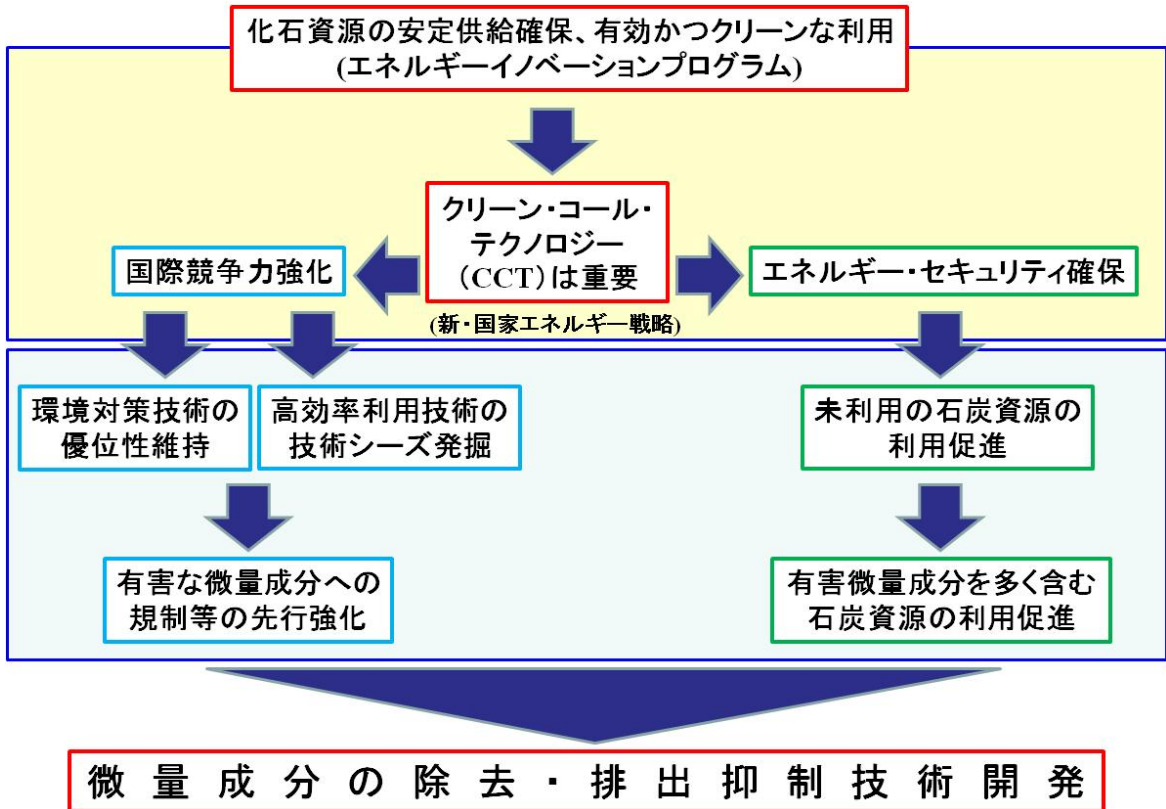 化石資源の安定供給確保、有効かつクリーンな利用
(エネルギーイノベーションプログラム)
クリーン・コール・
テクノロジー
(CCT)は重要
国際競争力強化
エネルギー・セキュリティ確保
(新・国家エネルギー戦略)
環境対策技術の
優位性維持
高効率利用技術の
技術シーズ発掘
未利用の石炭資源の
利用促進
有害な微量成分への
規制等の先行強化
有害微量成分を多く含む
石炭資源の利用促進
微量成分の除去・排出抑制技術開発